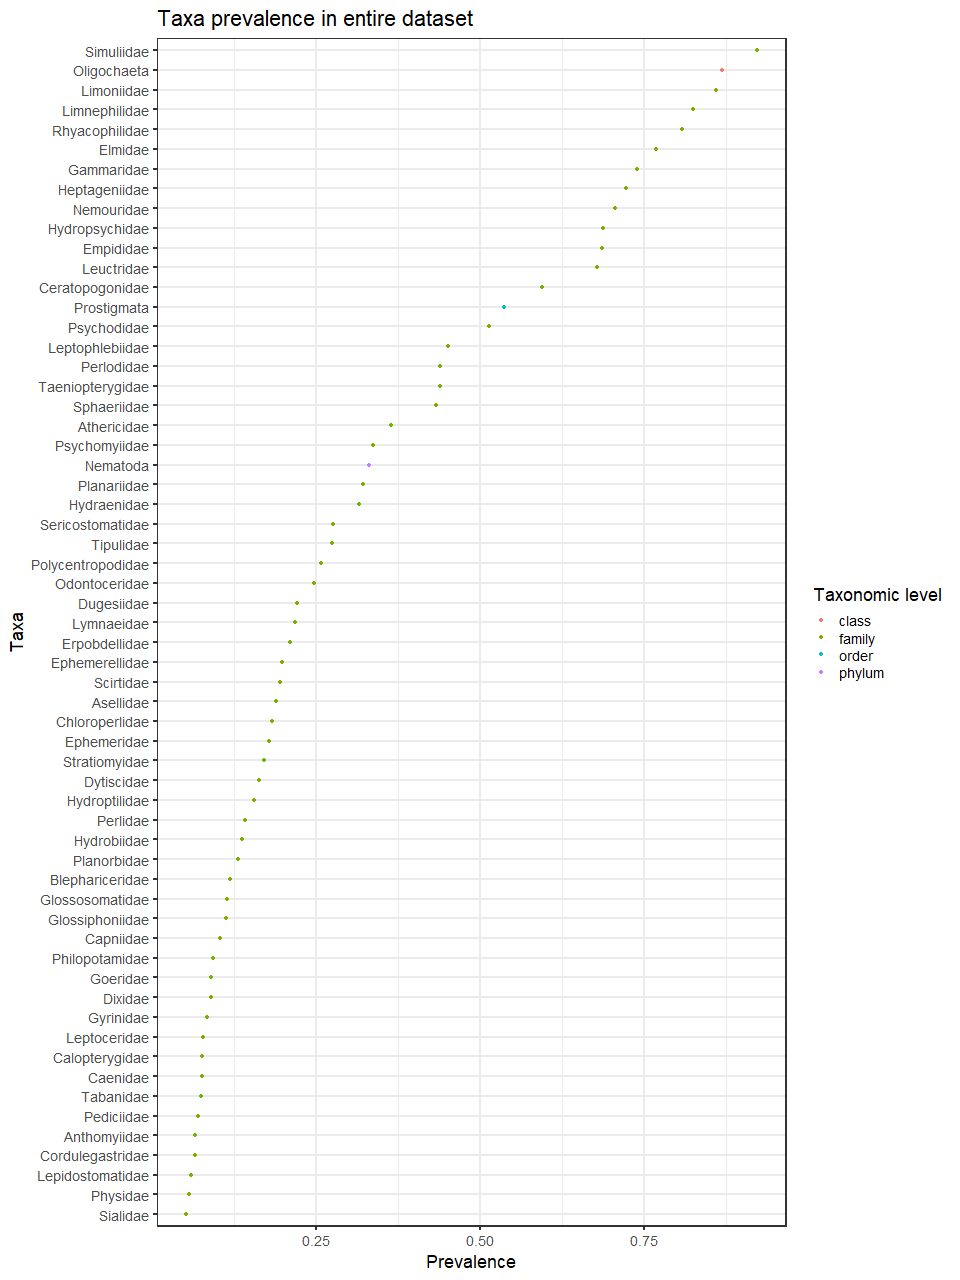 Taxa prevalence in entire dataset
Simuliidae
Oligochaeta
Limoniidae
Limnephilidae
Rhyacophilidae
Elmidae
Gammaridae
Heptageniidae
Nemouridae
Hydropsychidae
Empididae
Leuctridae
Ceratopogonidae
Prostigmata
Psychodidae
Leptophlebiidae
Perlodidae
Taeniopterygidae
Sphaeriidae
Athericidae
Psychomyiidae
Nematoda
Planariidae
Hydraenidae
Sericostomatidae
Tipulidae
Polycentropodidae
Odontoceridae
Dugesiidae
Lymnaeidae
Erpobdellidae
Ephemerellidae
Scirtidae
Asellidae
Chloroperlidae
Ephemeridae
Stratiomyidae
Dytiscidae
Hydroptilidae
Perlidae
Hydrobiidae
Planorbidae
Blephariceridae
Glossosomatidae
Glossiphoniidae
Capniidae
Philopotamidae
Goeridae
Dixidae
Gyrinidae
Leptoceridae
Calopterygidae
Caenidae
Tabanidae
Pediciidae
Anthomyiidae
Cordulegastridae
Lepidostomatidae
Physidae
Sialidae
Taxa
0.25 0.50 0.75
Prevalence
Taxonomic level
class
family
order
phylum